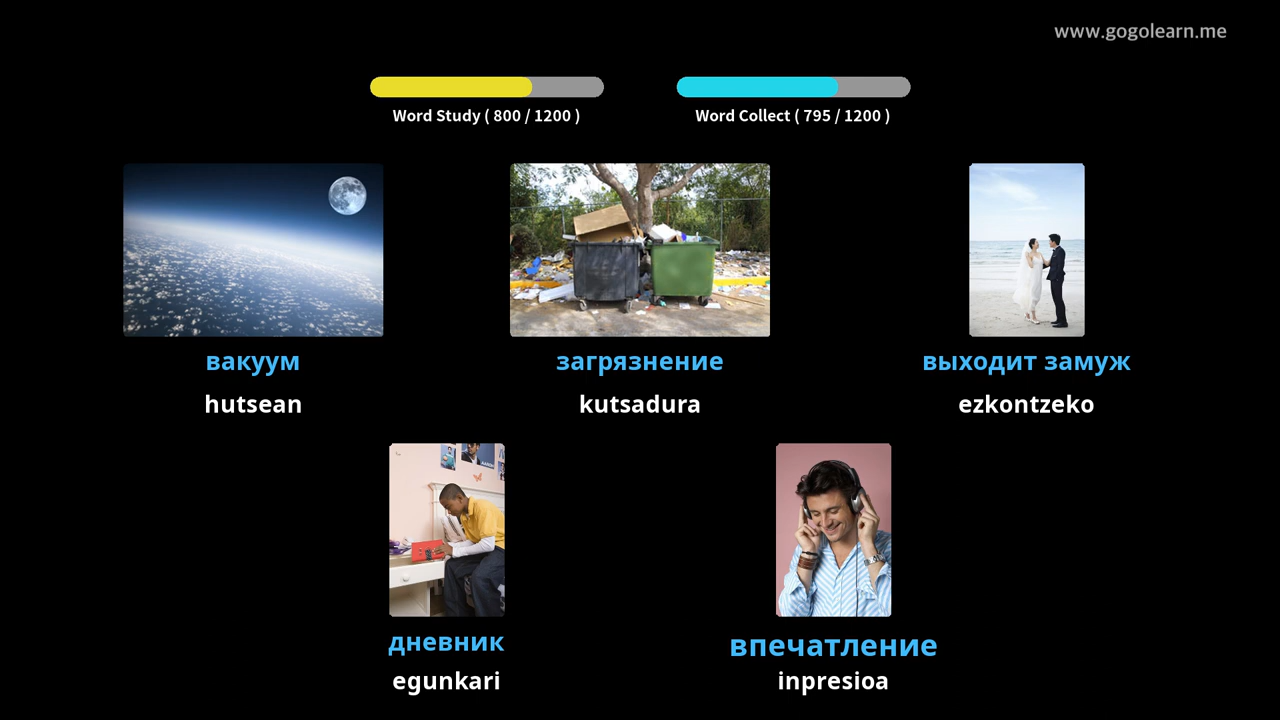 www.gogolearn.me
Word Study ( 800 / 1200 )
Word Collect ( 795 / 1200 )
вакуум
загрязнение
выходит замуж
hutsean
kutsadura
ezkontzeko
дневник
впечатление
egunkari
inpresioa